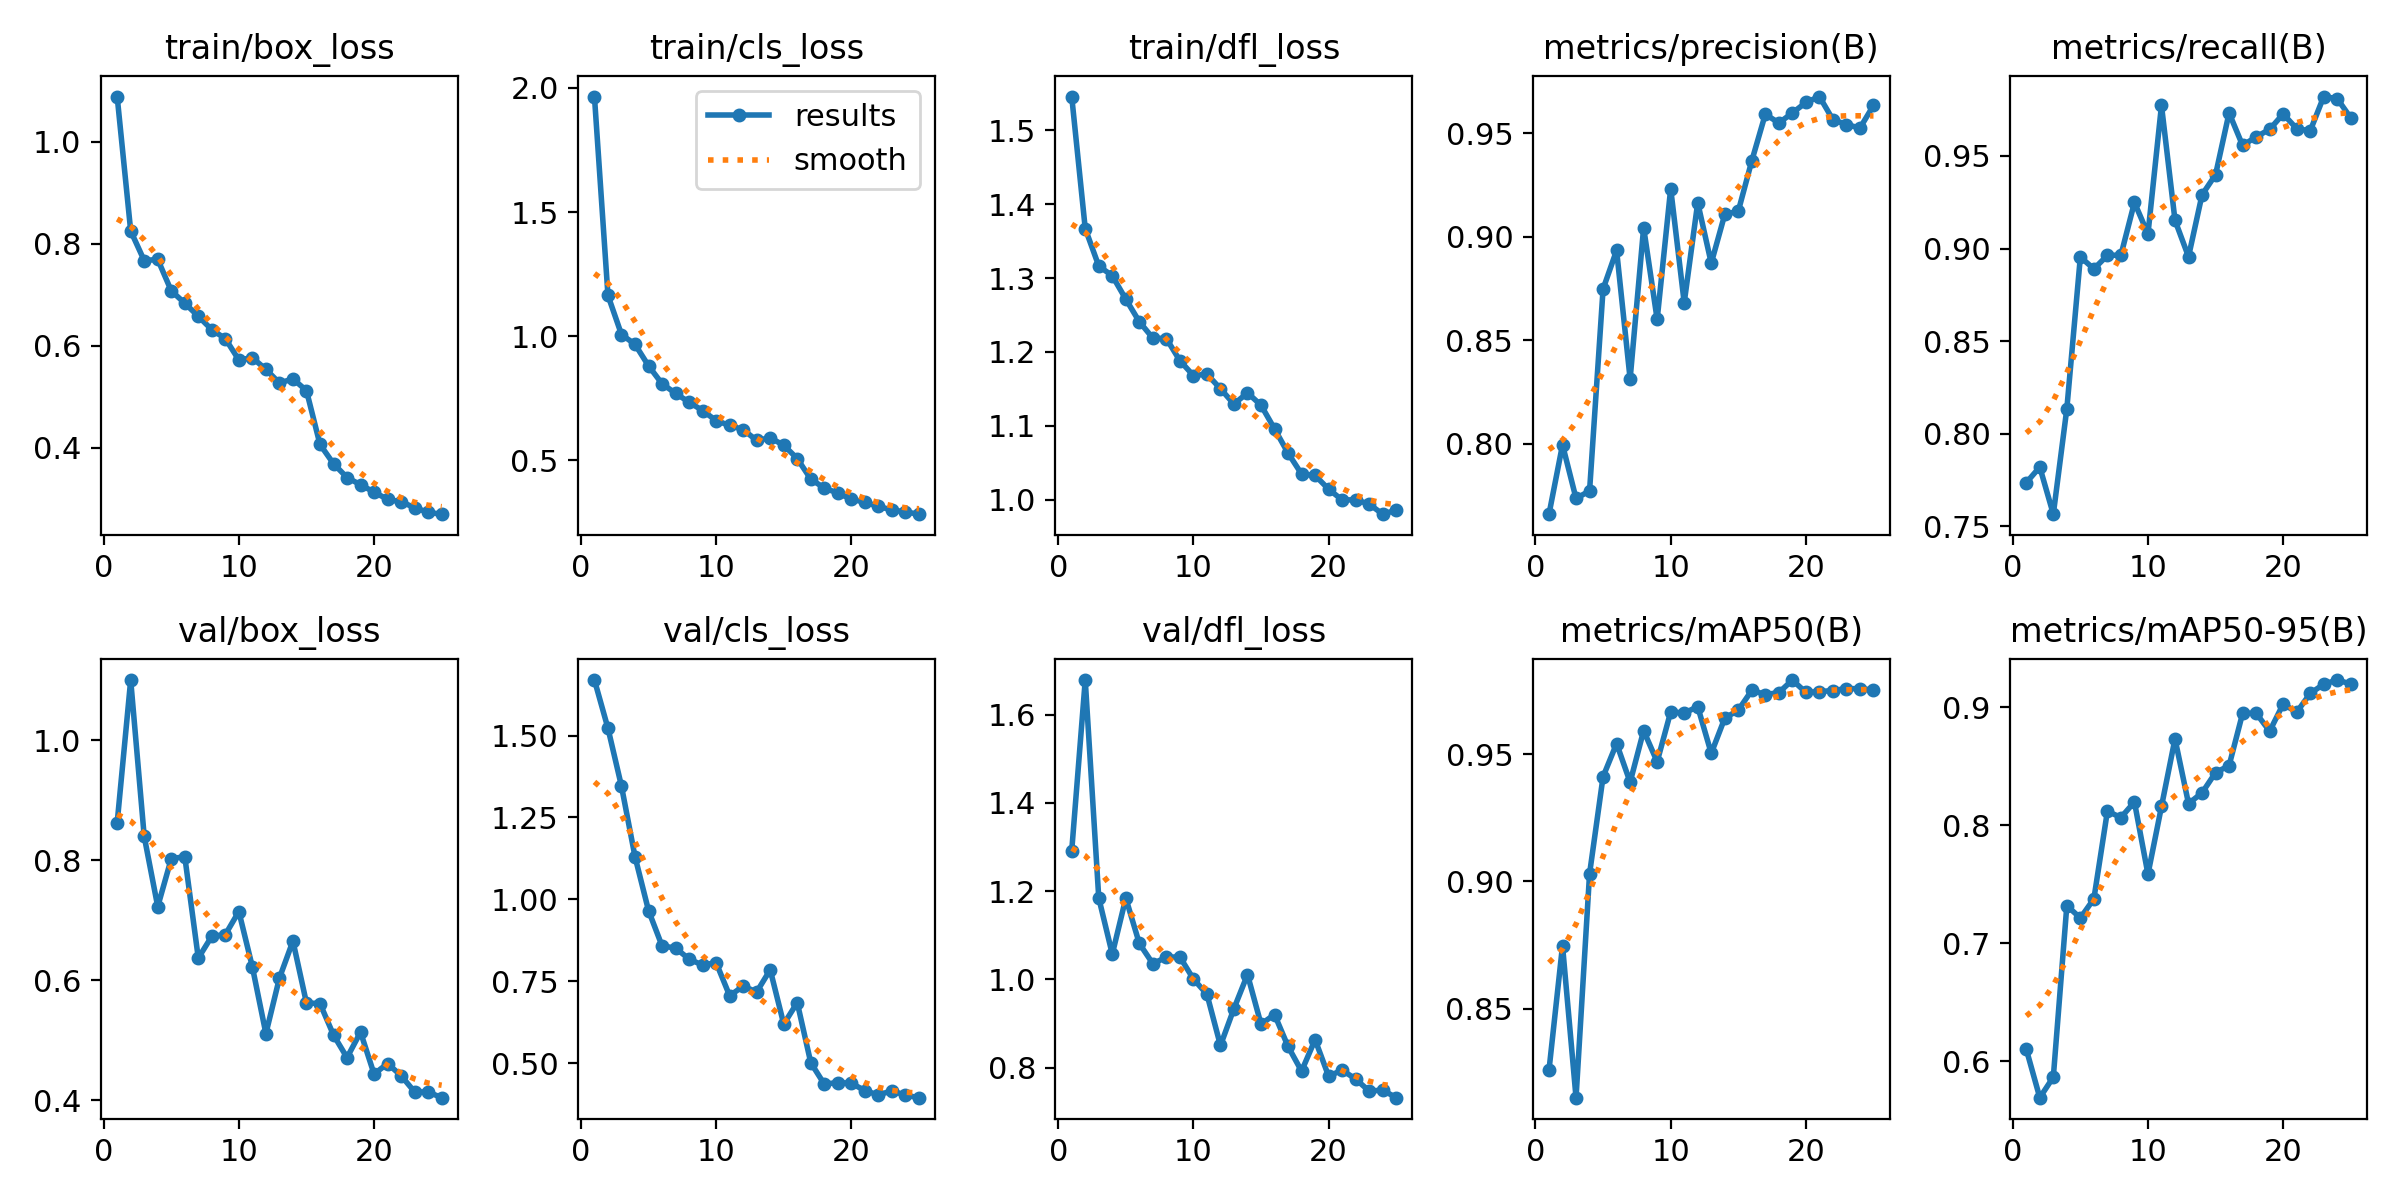 train/box_loss
1.0
0.8
0.6
0.4
0 10 20
train/cls_loss
results
smooth
2.0
1.5
1.0
0.5
0 10 20
train/dfl_loss
1.5
1.4
1.3
1.2
1.1
1.0
0 10 20
metrics/precision(B)
0.95
0.90
0.85
0.80
0 10 20
metrics/recall(B)
0.95
0.90
0.85
0.80
0.75
0 10 20
val/box_loss
1.0
0.8
0.6
0.4
0 10 20
val/cls_loss
1.50
1.25
1.00
0.75
0.50
0 10 20
val/dfl_loss
1.6
1.4
1.2
1.0
0.8
0 10 20
metrics/mAP50(B)
0.95
0.90
0.85
0 10 20
metrics/mAP50-95(B)
0.9
0.8
0.7
0.6
0 10 20